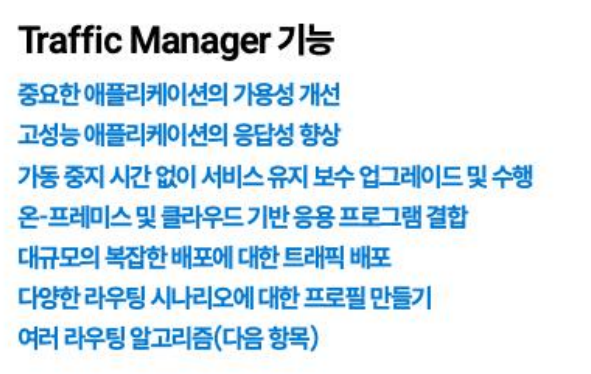 Traffic Manager 기능
중요한 애플리케이션의 가용성 개선
고성능 애플리케이션의 응답성 향상
가동 중지 시간 없이 서비스 유지 보수 업그레이드 및 수행
온-프레미스 및 클라우드 기반 응용 프로그램 결합
대규모의 복잡한 배포에 대한 트래픽 배포
다양한 라우팅 시나리오에 대한 프로필 만들기
여러 라우팅 알고리즘(다음 항목)